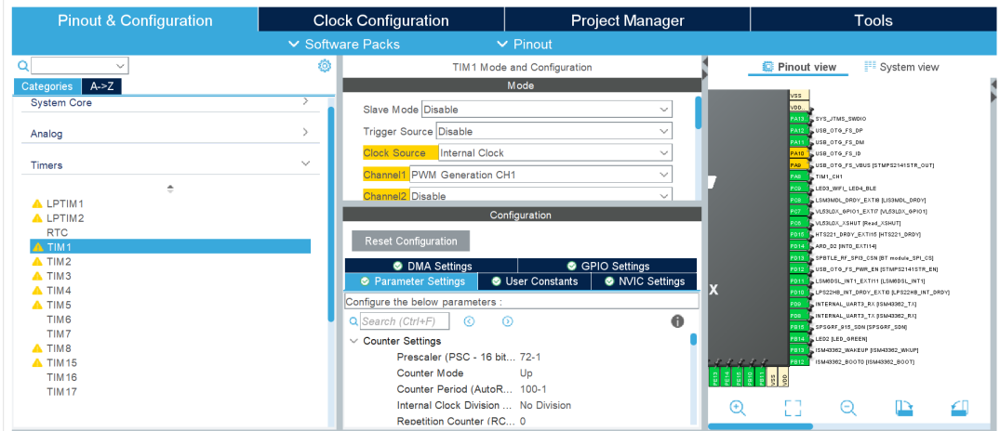 Pinout & Configuration
Clock Configuration
Project Manager
Tools
Software Packs
Pinout
Categories
A->Z
System Core
Analog
Timers
LPTIM1
LPTIM2
RTC
TIM1
TIM2
TIM3
TIM4
TIM5
TIM6
TIM7
TIM8
TIM15
TIM16
TIM17
TIM1 Mode and Configuration
Mode
Slave Mode Disable
Trigger Source Disable
Clock Source Internal Clock
Channel1 PWM Generation CH1
Channel2 Disable
Configuration
Reset Configuration
DMA Settings
GPIO Settings
Parameter Settings
User Constants
NVIC Settings
Configure the below parameters :
Search (Ctrl+F)
Counter Settings
Prescaler (PSC - 16 bit... 72-1
Counter Mode Up
Counter Period (AutoR... 100-1
Internal Clock Division ... No Division
Repetition Counter (RC... 0
Pinout view
System view
VSS
VDD..
PA13 SYS_JTMS_SWDIO
PA12 USB_OTG_FS_DP
PA11 USB_OTG_FS_DM
PA10 USB_OTG_FS_ID
PA9 USB_OTG_FS_VBUS [STMPS2141STR_OUT]
PA8 TIM1_CH1
PC9 LED3_WIFI_ LED4_BLE
PC8 LSM3MDL_DRDY_EXTI8 [LIS3MDL_DRDY]
PC7 VL53L0X_GPIO1_EXTI7 [VL53L0X_GPIO1]
PC6 VL53L0X_XSHUT [Read_XSHUT]
PD15 HTS221_DRDY_EXTI15 [HTS221_DRDY]
PD14 ARD_D2 [INT0_EXTI14]
PD13 SPBTLE_RF_SPI3_CSN [BT module_SPI_CS]
PD12 USB_OTG_FS_PWR_EN [STMPS2141STR_EN]
PD11 LSM6DSL_INT1_EXTI11 [LSM6DSL_INT1]
PD10 LPS22HB_INT_DRDY_EXTI0 [LPS22HB_INT_DRDY]
PD9 INTERNAL_UART3_RX [ISM43362_TX]
PD8 INTERNAL_UART3_TX [ISM43362_RX]
PB15 SPSGRF_915_SDN [SPSGRF_SDN]
PB14 LED2 [LED_GREEN]
PB13 ISM43362_WAKEUP [ISM43362_WKUP]
PB12 ISM43362_BOOT0 [ISM43362_BOOT]
X
PE13
PE14
PE15
PB10
PB11
VSS
VDD